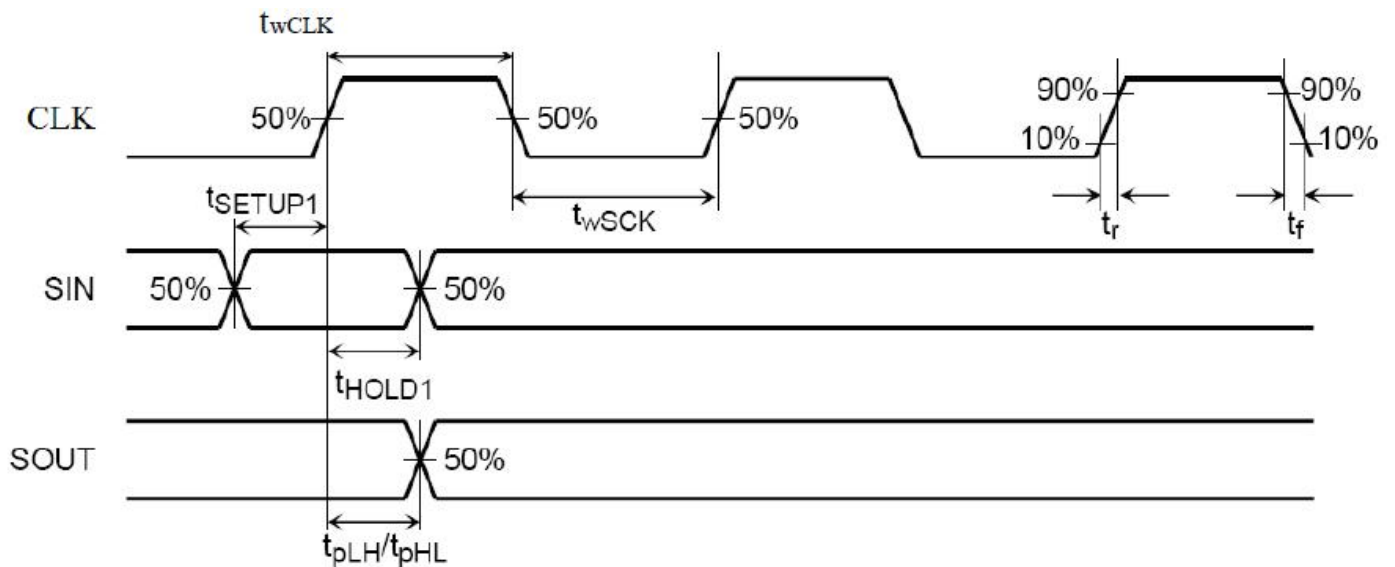 twCLK
CLK 50% 50% 50% 90% 90%
10% 10%
tSETUP1 twSCK tr tf
SIN 50% 50%
tHOLD1
SOUT 50%
tpLH/tpHL